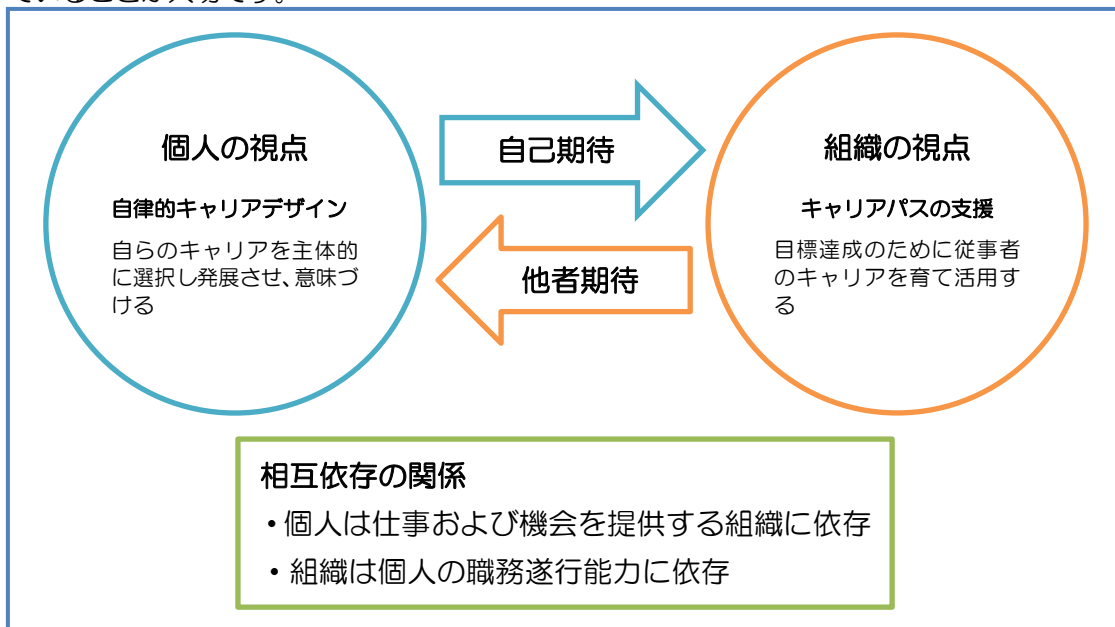 個人の視点
自律的キャリアデザイン
自らのキャリアを主体的
に選択し発展させ、意味づ
ける
自己期待
他者期待
組織の視点
キャリアパスの支援
目標達成のために従事者
のキャリアを育て活用す
る
相互依存の関係
・個人は仕事および機会を提供する組織に依存
・組織は個人の職務遂行能力に依存